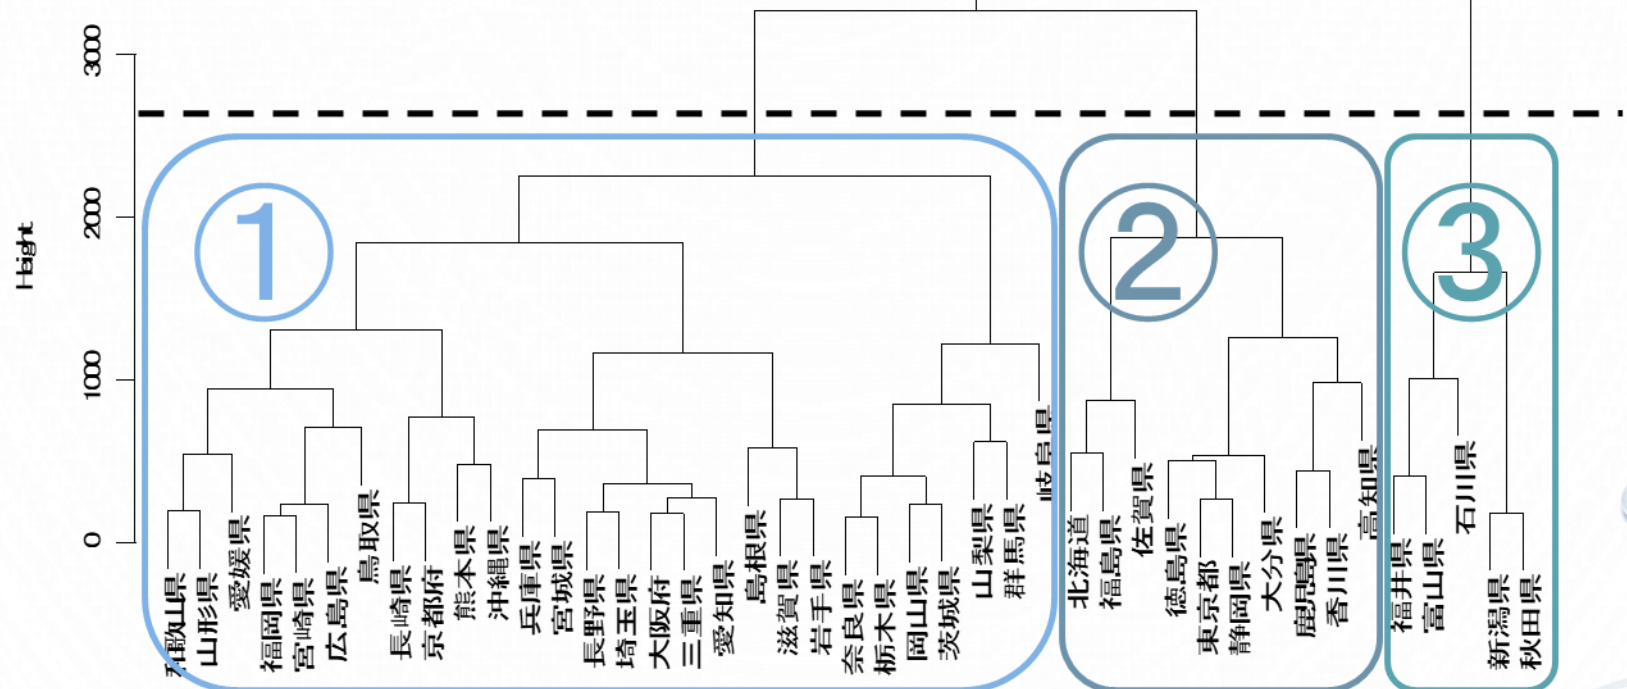 Height
3000
2000
1000
0
1
2
3
和歌山県
山形県
愛媛県
福岡県
宮崎県
広島県
鳥取県
長崎県
京都府
熊本県
沖縄県
兵庫県
宮城県
長野県
埼玉県
大阪府
三重県
愛知県
島根県
滋賀県
岩手県
奈良県
栃木県
岡山県
茨城県
山梨県
群馬県
岐阜県
北海道
福島県
佐賀県
徳島県
東京都
静岡県
大分県
鹿児島県
香川県
高知県
福井県
富山県
石川県
新潟県
秋田県